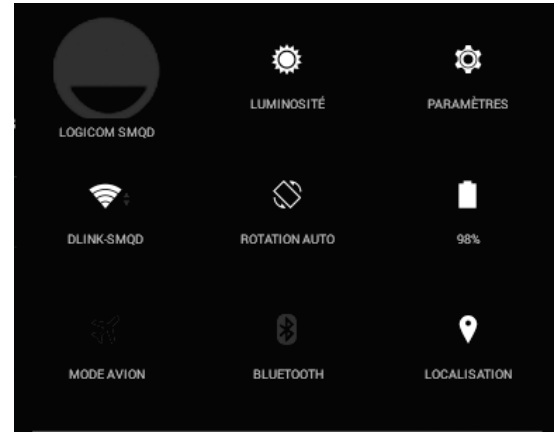 LUMINOSITÉ
PARAMÈTRES
LOGICOM SMQD
DLINK-SMQD
ROTATION AUTO
98%
MODE AVION
BLUETOOTH
LOCALISATION